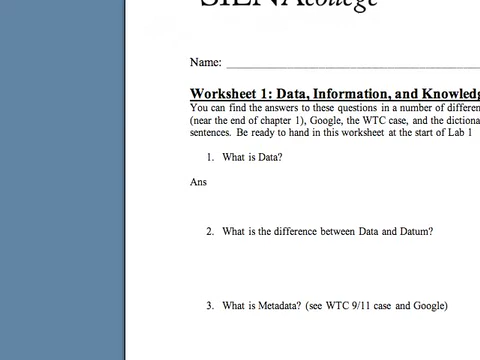 SIENAcollege
Name:
Worksheet 1: Data, Information, and Knowledg
You can find the answers to these questions in a number of differen
(near the end of chapter 1), Google, the WTC case, and the dictiona
sentences. Be ready to hand in this worksheet at the start of Lab 1
1. What is Data?
Ans
2. What is the difference between Data and Datum?
3. What is Metadata? (see WTC 9/11 case and Google)